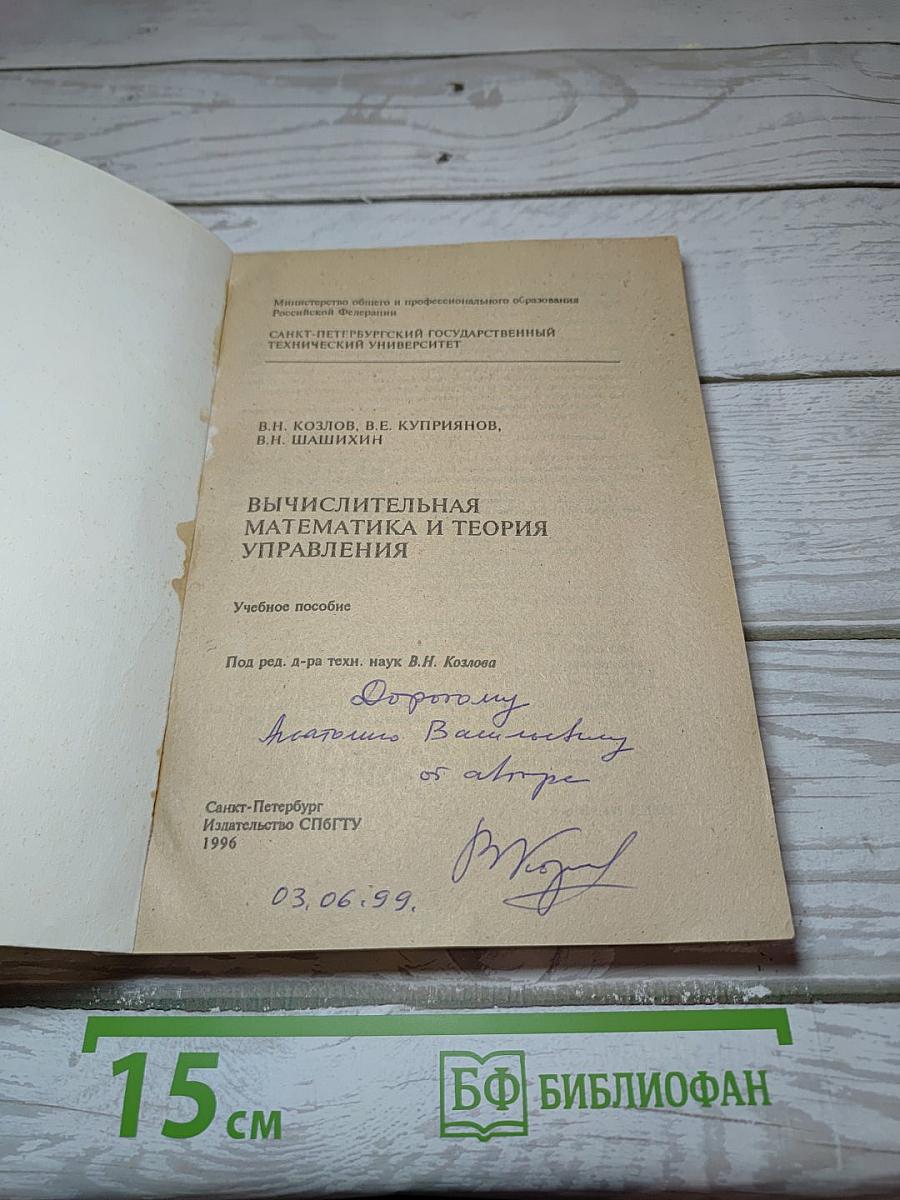 Министерство общего и профессионального образования
Российской Федерации
САНКТ-ПЕТЕРБУРГСКИЙ ГОСУДАРСТВЕННЫЙ
ТЕХНИЧЕСКИЙ УНИВЕРСИТЕТ
В.Н. КОЗЛОВ, В.Е. КУПРИЯНОВ,
В.Н. ШАШИХИН
ВЫЧИСЛИТЕЛЬНАЯ
МАТЕМАТИКА И ТЕОРИЯ
УПРАВЛЕНИЯ
Учебное пособие
Под ред. д-ра техн. наук В.Н. Козлова
Дорогому
Анатолию Васильевичу
от автора
Санкт-Петербург
Издательство СПбГТУ
1996
ВКозлов
03.06.99.
15 см
БФ БИБЛИОФАН